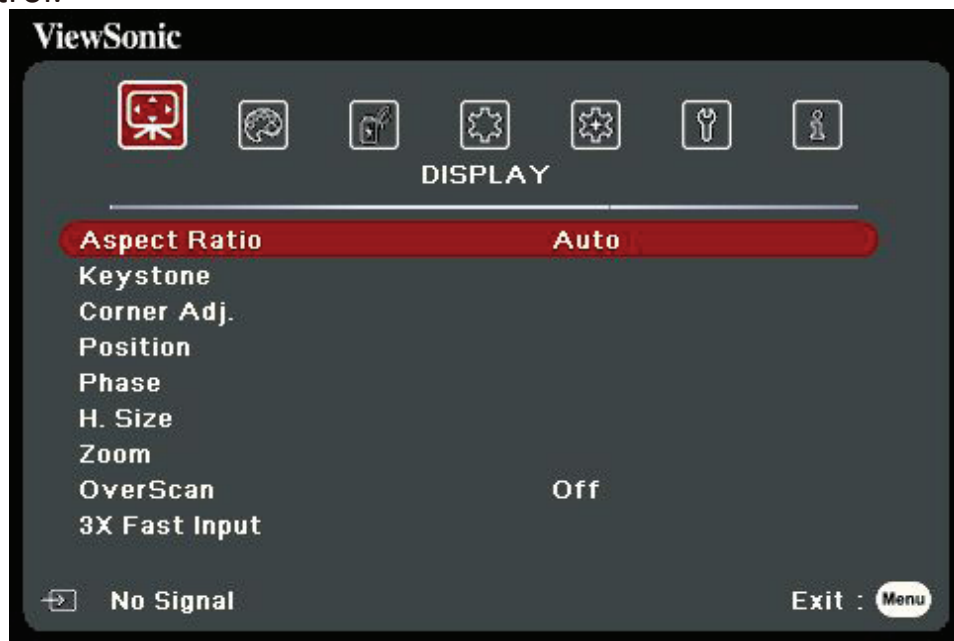 ViewSonic
DISPLAY
Aspect Ratio Auto
Keystone
Corner Adj.
Position
Phase
H. Size
Zoom
OverScan Off
3X Fast Input
No Signal
Exit : Menu